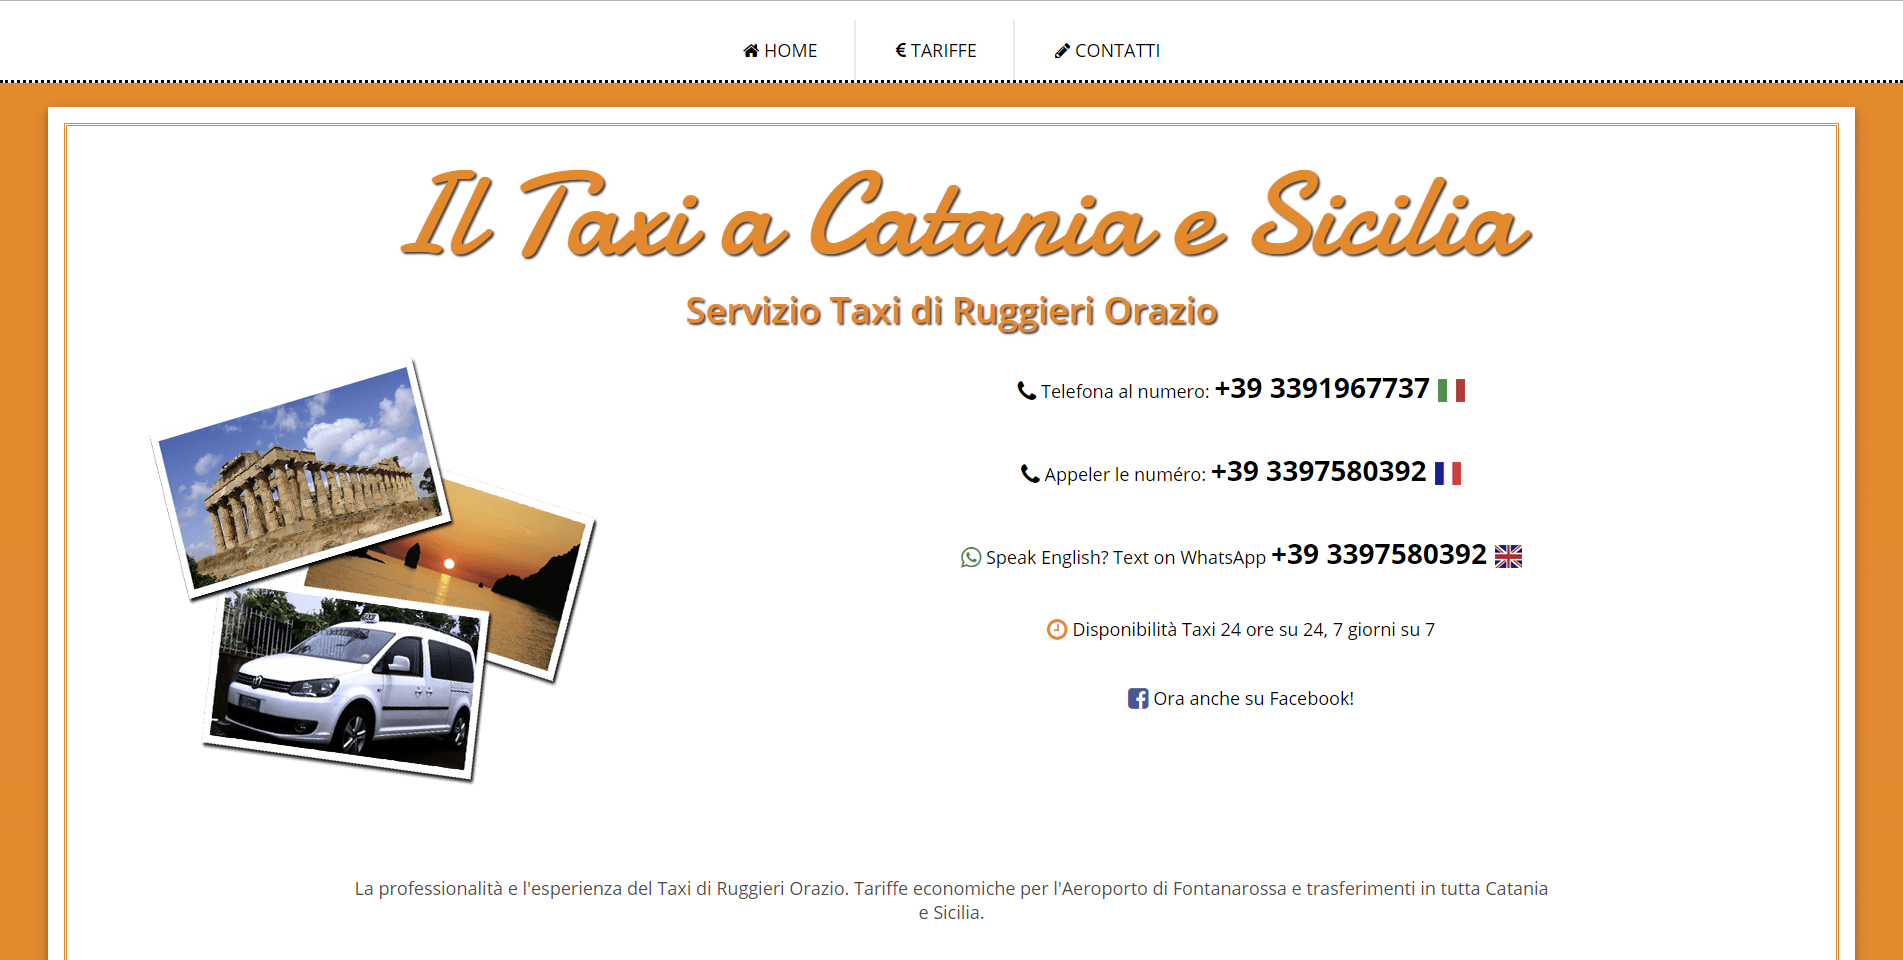 HOME
€ TARIFFE
CONTATTI
Il Taxi a Catania e Sicilia
Servizio Taxi di Ruggieri Orazio
Telefona al numero: +39 3391967737
Appeler le numéro: +39 3397580392
Speak English? Text on WhatsApp +39 3397580392
Disponibilità Taxi 24 ore su 24, 7 giorni su 7
Ora anche su Facebook!
La professionalità e l'esperienza del Taxi di Ruggieri Orazio. Tariffe economiche per l'Aeroporto di Fontanarossa e trasferimenti in tutta Catania
e Sicilia.